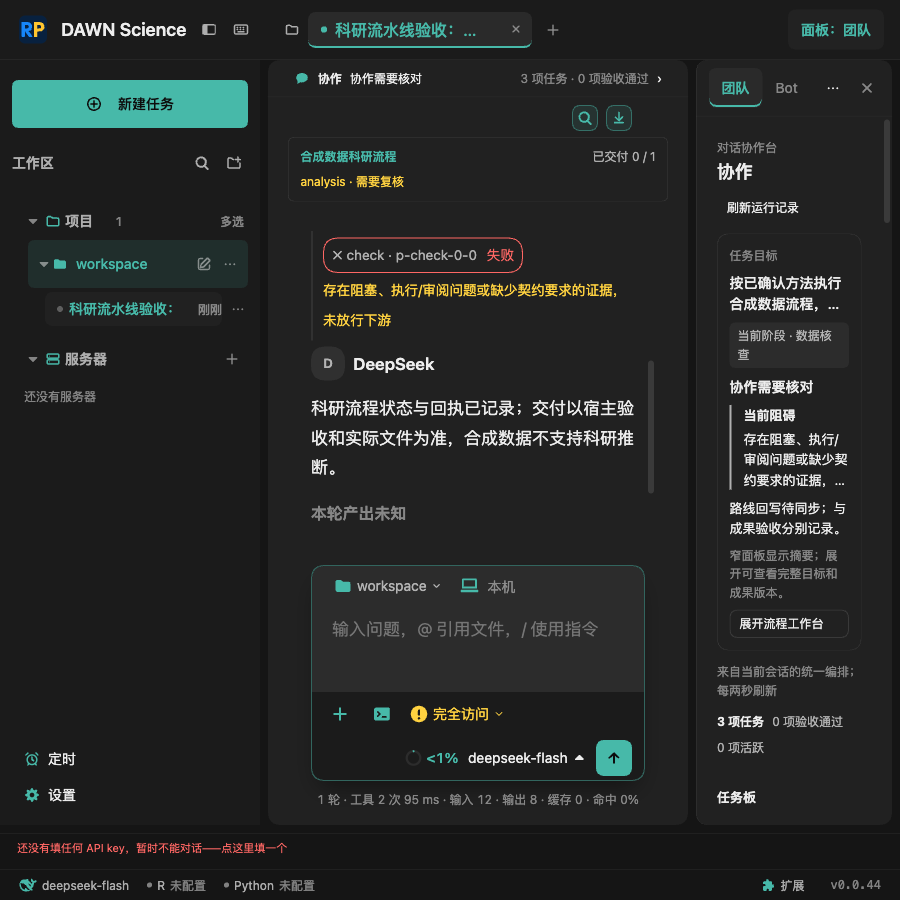 RP DAWN Science
科研流水线验收：...
面板：团队
新建任务
工作区
项目 1 多选
workspace
科研流水线验收： 刚刚
服务器
还没有服务器
定时
设置
协作 协作需要核对 3 项任务 · 0 项验收通过 ›
合成数据科研流程 已交付 0 / 1
analysis · 需要复核
check · p-check-0-0 失败
存在阻塞、执行/审阅问题或缺少契约要求的证据，
未放行下游
D DeepSeek
科研流程状态与回执已记录；交付以宿主验
收和实际文件为准，合成数据不支持科研推
断。
本轮产出未知
workspace 本机
输入问题，@ 引用文件，/ 使用指令
完全访问
<1% deepseek-flash
1 轮 · 工具 2 次 95 ms · 输入 12 · 输出 8 · 缓存 0 · 命中 0%
团队 Bot
对话协作台
协作
刷新运行记录
任务目标
按已确认方法执行
合成数据流程，...
当前阶段 · 数据核
查
协作需要核对
当前阻碍
存在阻塞、执行/
审阅问题或缺少契
约要求的证据，...
路线回写待同步；与
成果验收分别记录。
窄面板显示摘要；展
开可查看完整目标和
成果版本。
展开流程工作台
来自当前会话的统一编排；
每两秒刷新
3 项任务 0 项验收通过
0 项活跃
任务板
还没有填任何 API key，暂时不能对话——点这里填一个
deepseek-flash R 未配置 Python 未配置 扩展 v0.0.44